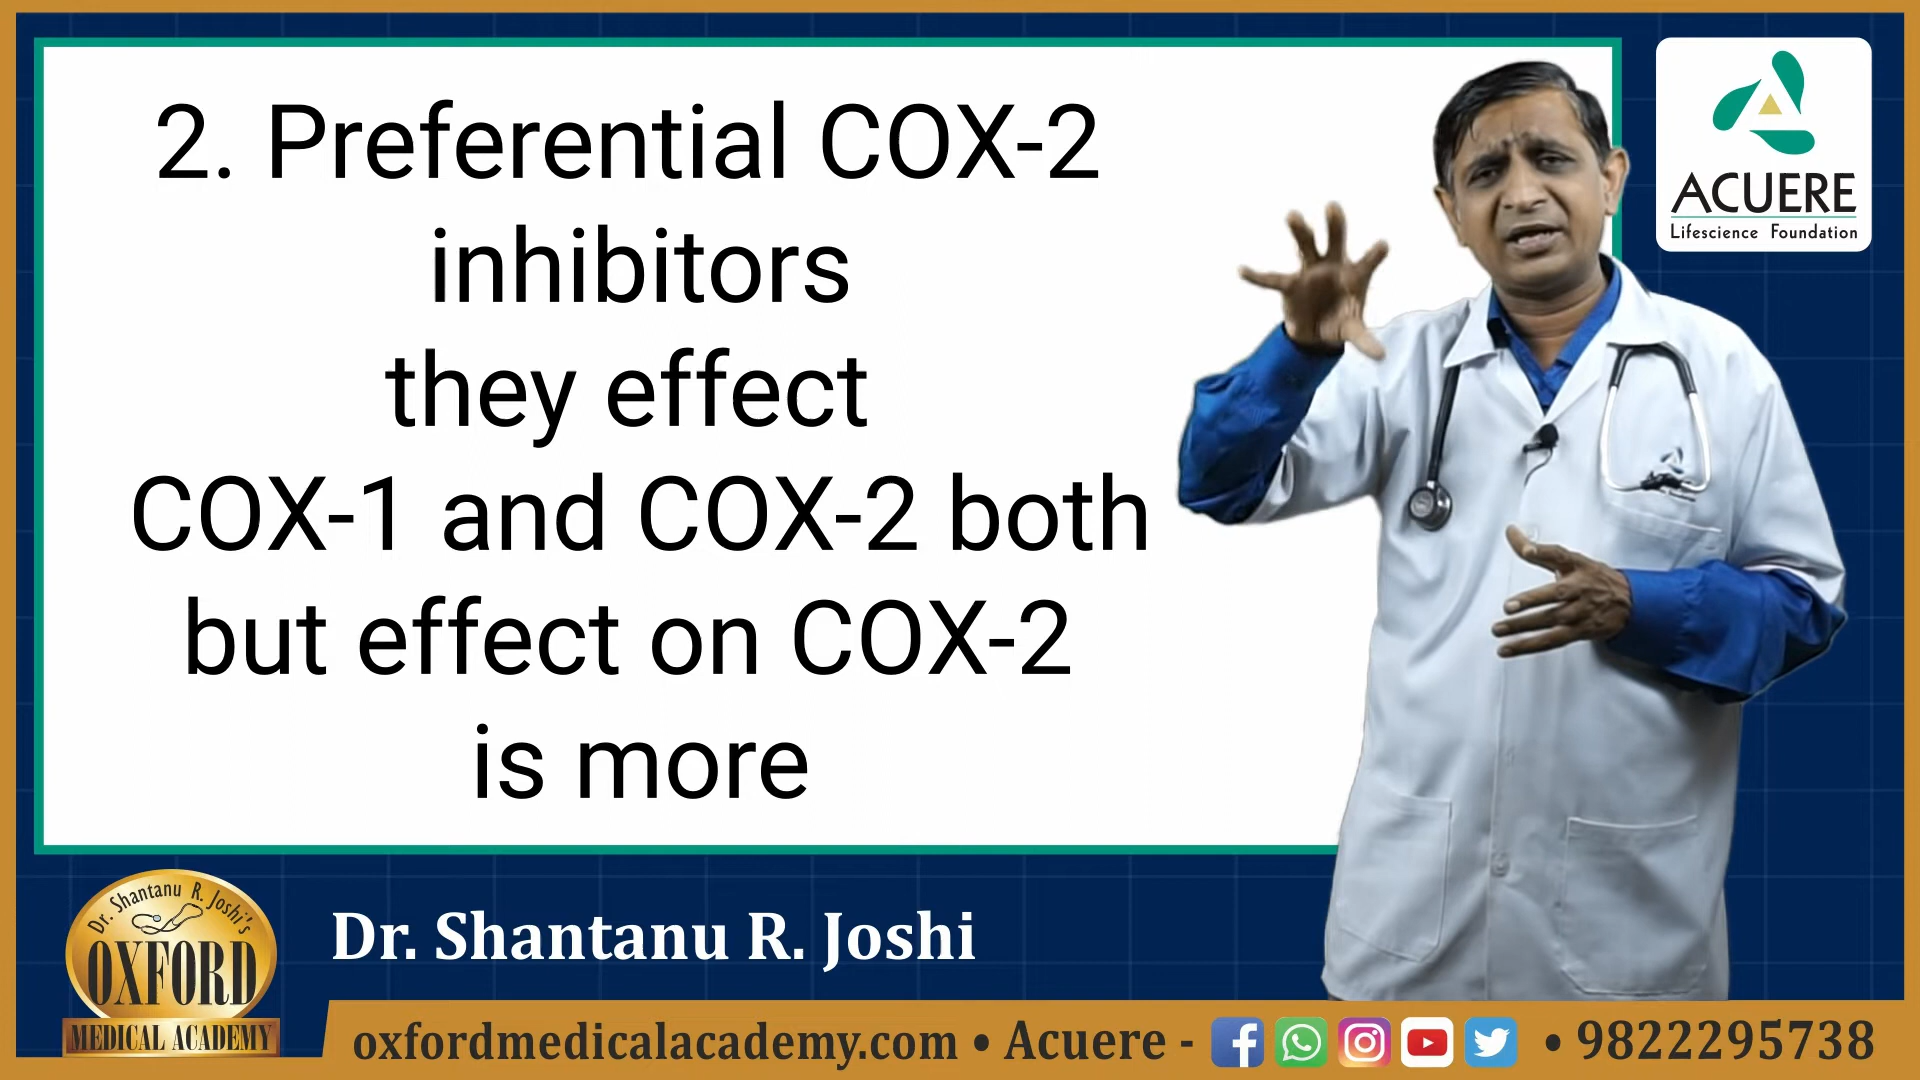 2. Preferential COX-2
inhibitors
they effect
COX-1 and COX-2 both
but effect on COX-2
is more
ACUERE
Lifescience Foundation
Dr. Shantanu R. Joshi's
OXFORD
MEDICAL ACADEMY
Dr. Shantanu R. Joshi
oxfordmedicalacademy.com • Acuere - • 9822295738